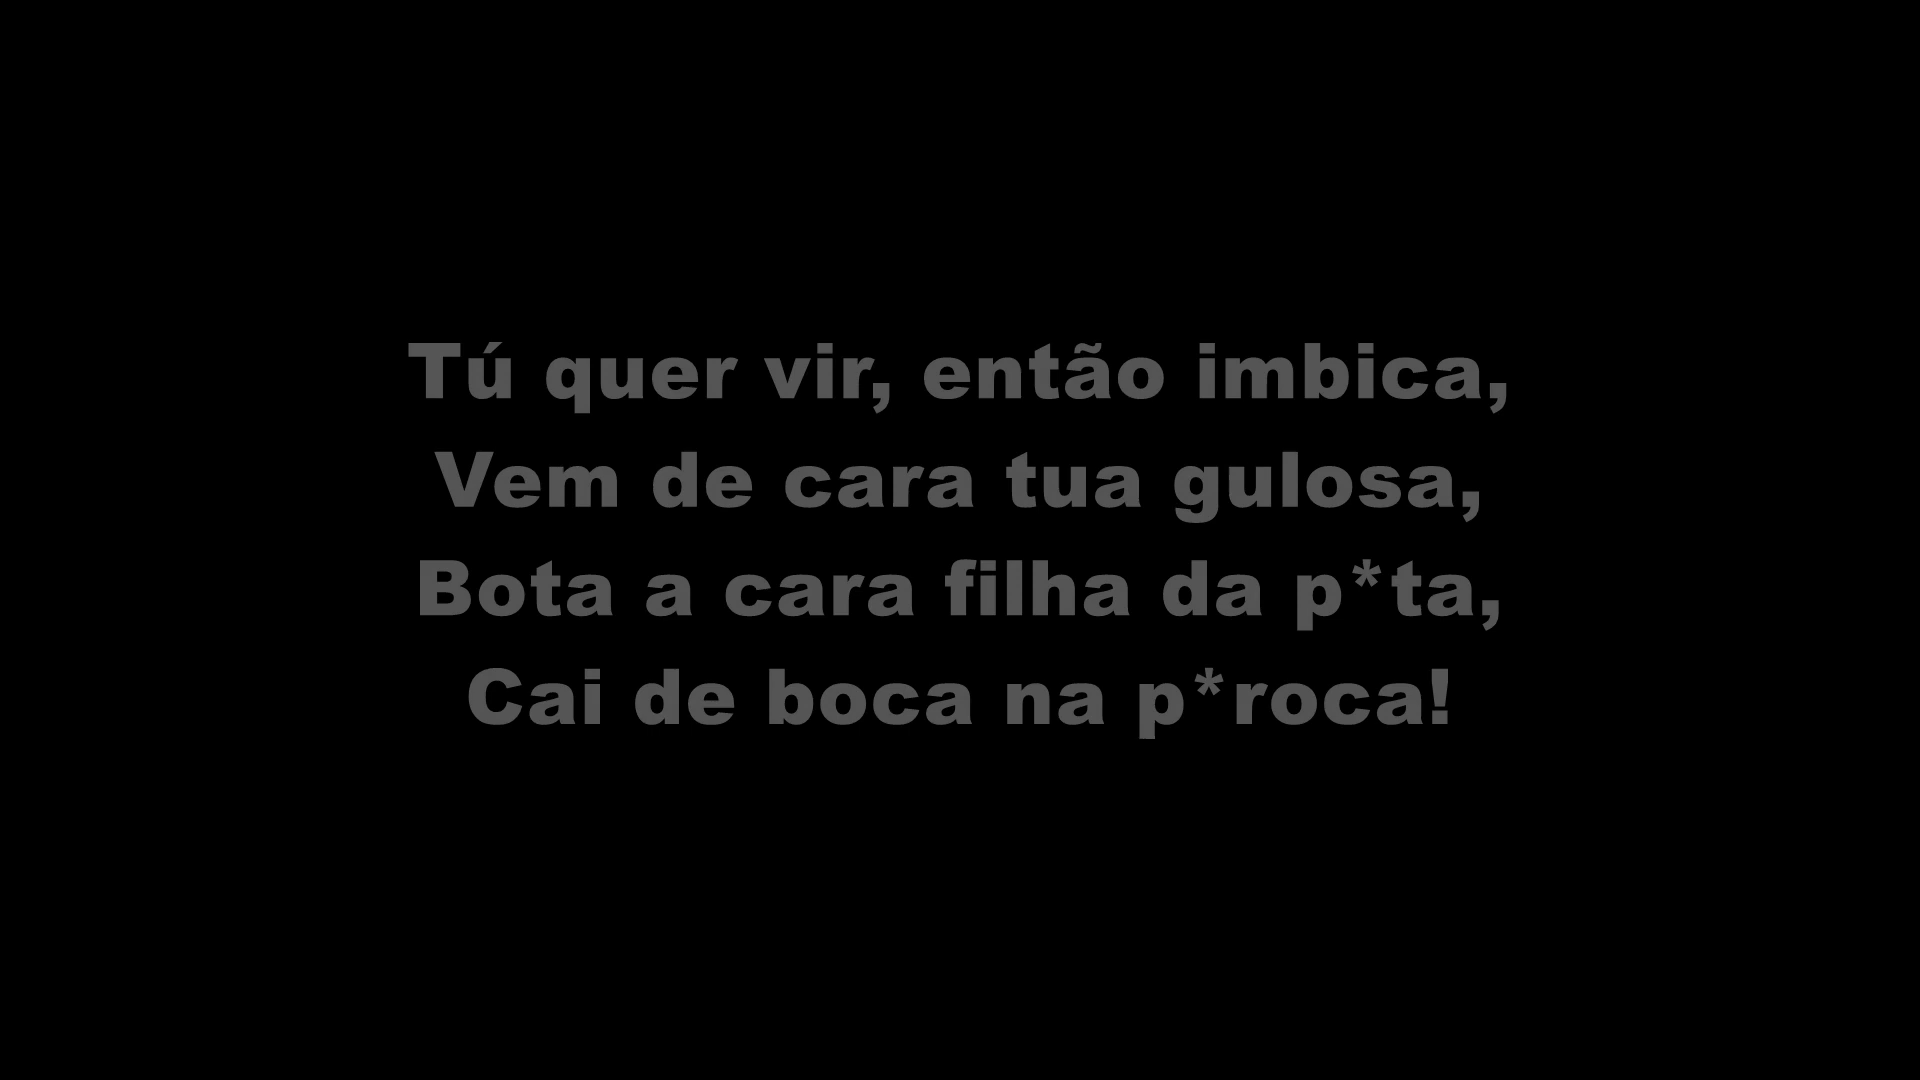 Tú quer vir, então imbica,
Vem de cara tua gulosa,
Bota a cara filha da p*ta,
Cai de boca na p*roca!